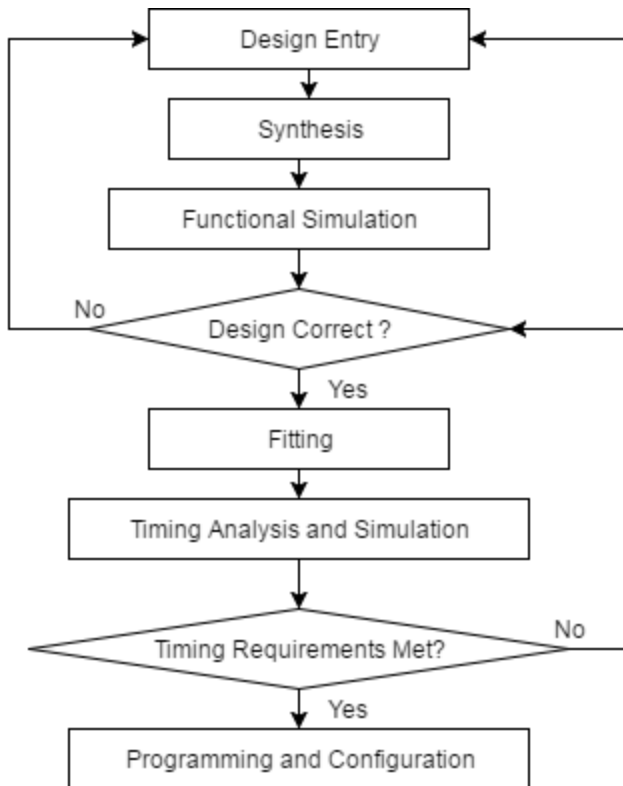 Design Entry
Synthesis
Functional Simulation
No
Design Correct ?
Yes
Fitting
Timing Analysis and Simulation
No
Timing Requirements Met?
Yes
Programming and Configuration